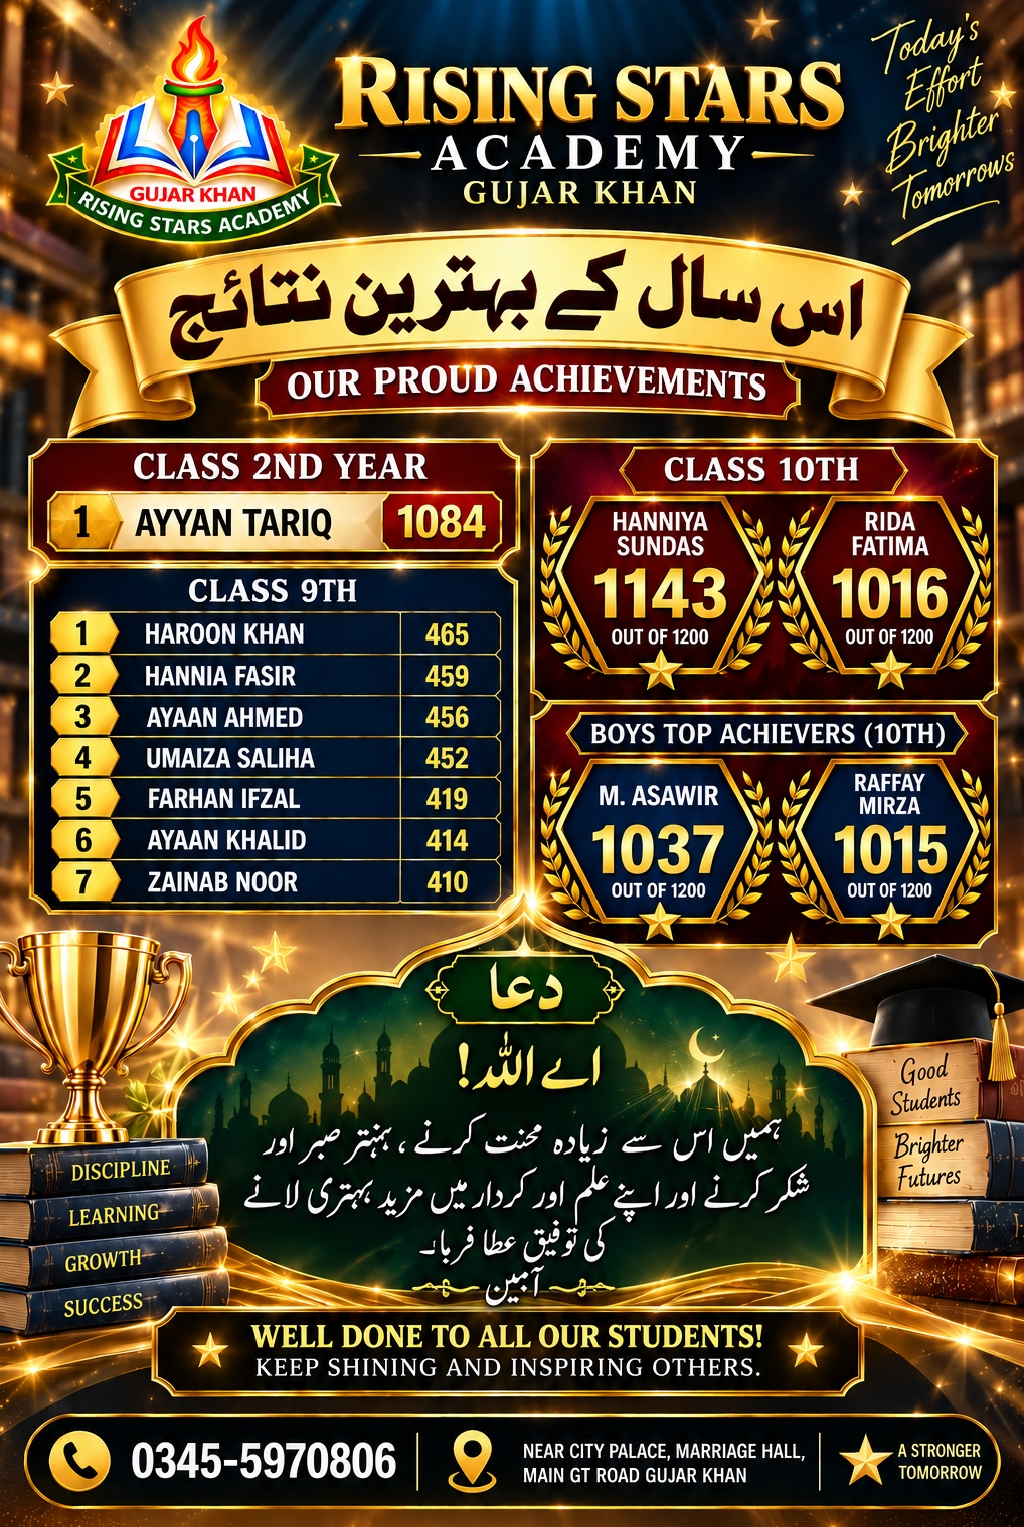 GUJAR KHAN
RISING STARS ACADEMY
RISING STARS
ACADEMY
GUJAR KHAN
Today's
Effort
Brighter
Tomorrows
اس سال کے بہترین نتائج
OUR PROUD ACHIEVEMENTS
CLASS 2ND YEAR
1 AYYAN TARIQ 1084
CLASS 9TH
1 HAROON KHAN 465
2 HANNIA FASIR 459
3 AYAAN AHMED 456
4 UMAIZA SALIHA 452
5 FARHAN IFZAL 419
6 AYAAN KHALID 414
7 ZAINAB NOOR 410
CLASS 10TH
HANNIYA
SUNDAS
1143
OUT OF 1200
RIDA
FATIMA
1016
OUT OF 1200
BOYS TOP ACHIEVERS (10TH)
M. ASAWIR
1037
OUT OF 1200
RAFFAY
MIRZA
1015
OUT OF 1200
دعا
اے اللہ!
ہمیں اس سے زیادہ محنت کرنے، صبر اور
شکر کرنے اور اپنے علم اور کردار میں مزید بہتری لانے
کی توفیق عطا
DISCIPLINE
LEARNING
GROWTH
SUCCESS
Good
Students
Brighter
Futures
WELL DONE TO ALL OUR STUDENTS!
KEEP SHINING AND INSPIRING OTHERS.
0345-5970806
NEAR CITY PALACE, MARRIAGE HALL,
MAIN GT ROAD GUJAR KHAN
A STRONGER
TOMORROW